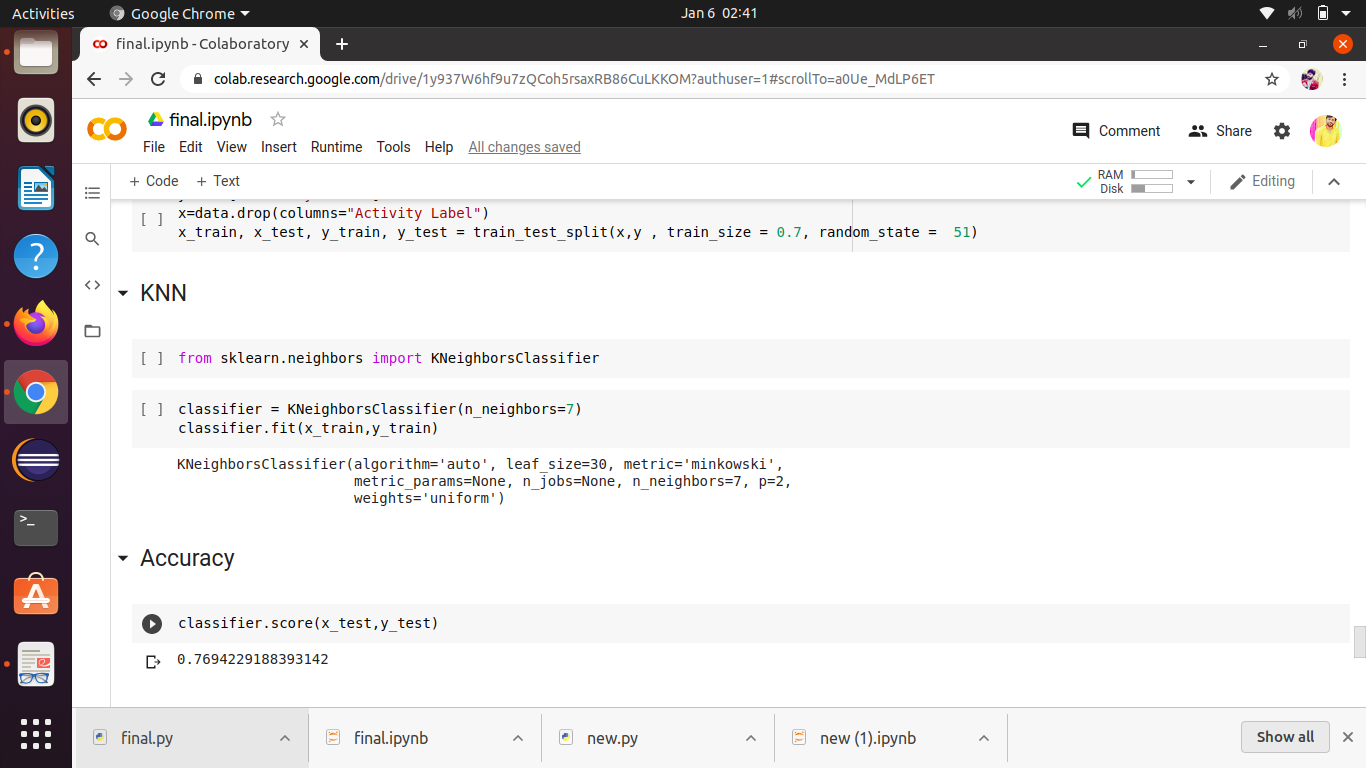 Activities
Google Chrome
Jan 6 02:41
final.ipynb - Colaboratory
colab.research.google.com/drive/1y937W6hf9u7zQCoh5rsaxRB86CuLKKOM?authuser=1#scrollTo=a0Ue_MdLP6ET
final.ipynb
Comment
Share
File Edit View Insert Runtime Tools Help All changes saved
+ Code + Text
RAM
Disk
Editing
[ ] x=data.drop(columns="Activity Label")
x_train, x_test, y_train, y_test = train_test_split(x,y , train_size = 0.7, random_state =  51)
KNN
[ ] from sklearn.neighbors import KNeighborsClassifier
[ ] classifier = KNeighborsClassifier(n_neighbors=7)
classifier.fit(x_train,y_train)
KNeighborsClassifier(algorithm='auto', leaf_size=30, metric='minkowski',
metric_params=None, n_jobs=None, n_neighbors=7, p=2,
weights='uniform')
Accuracy
classifier.score(x_test,y_test)
0.7694229188393142
final.py
final.ipynb
new.py
new (1).ipynb
Show all